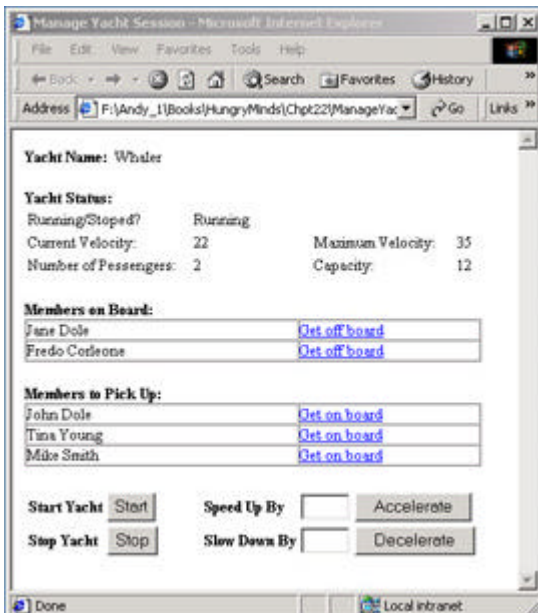 Manage Yacht Session - Microsoft Internet Explorer
File Edit View Favorites Tools Help
Back Search Favorites History »
Address F:\Andy_1\Books\HungryMinds\Chpt22\ManageYac Go Links »
Yacht Name: Whaler
Yacht Status:
Running/Stoped? Running
Current Velocity: 22 Maximum Velocity: 35
Number of Pessengers: 2 Capacity: 12
Members on Board:
Jane Dole Get off board
Fredo Corleone Get off board
Members to Pick Up:
John Dole Get on board
Tina Young Get on board
Mike Smith Get on board
Start Yacht Start Speed Up By Accelerate
Stop Yacht Stop Slow Down By Decelerate
Done Local intranet